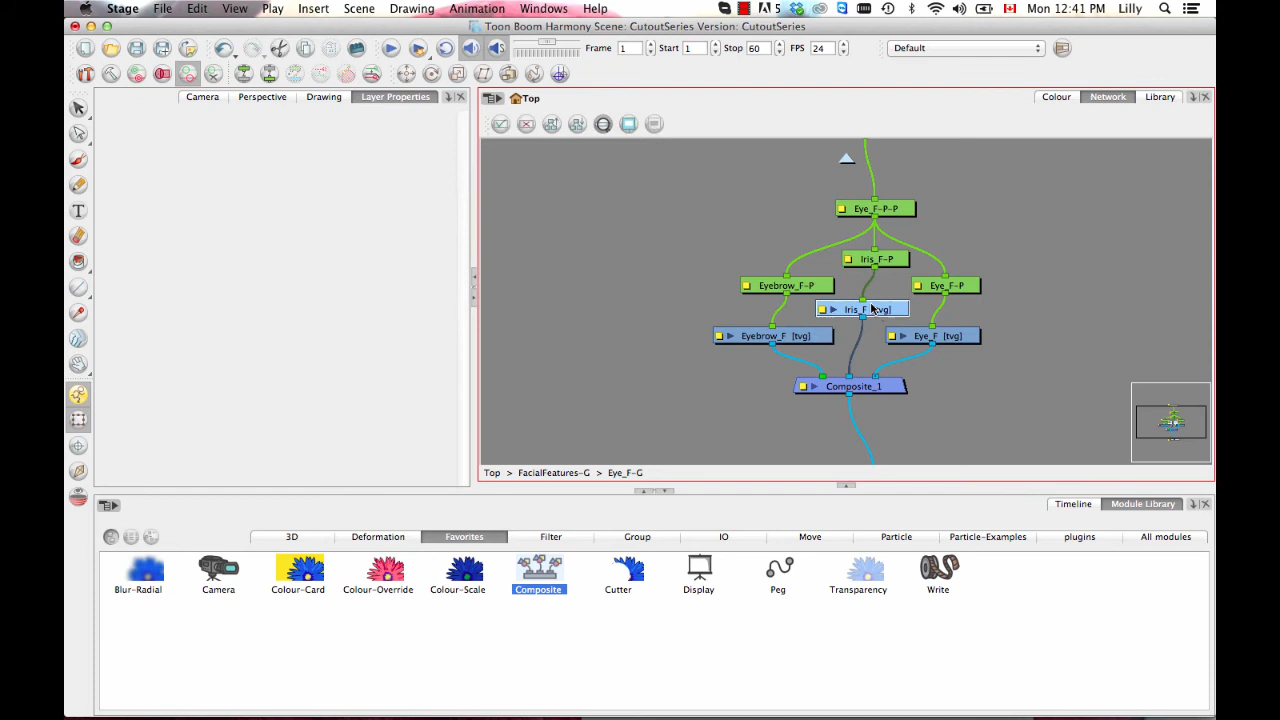 Stage File Edit View Play Insert Scene Drawing Animation Windows Help 5 Mon 12:41 PM Lilly
Toon Boom Harmony Scene: CutoutSeries Version: CutoutSeries
Frame 1 Start 1 Stop 60 FPS 24 Default
Camera Perspective Drawing Layer Properties
Top Colour Network Library
Eye_F-P-P
Iris_F-P
Eyebrow_F-P Eye_F-P
Iris_F [tvg]
Eyebrow_F [tvg] Eye_F [tvg]
Composite_1
Top > FacialFeatures-G > Eye_F-G
Timeline Module Library
3D Deformation Favorites Filter Group IO Move Particle Particle-Examples plugins All modules
Blur-Radial Camera Colour-Card Colour-Override Colour-Scale Composite Cutter Display Peg Transparency Write